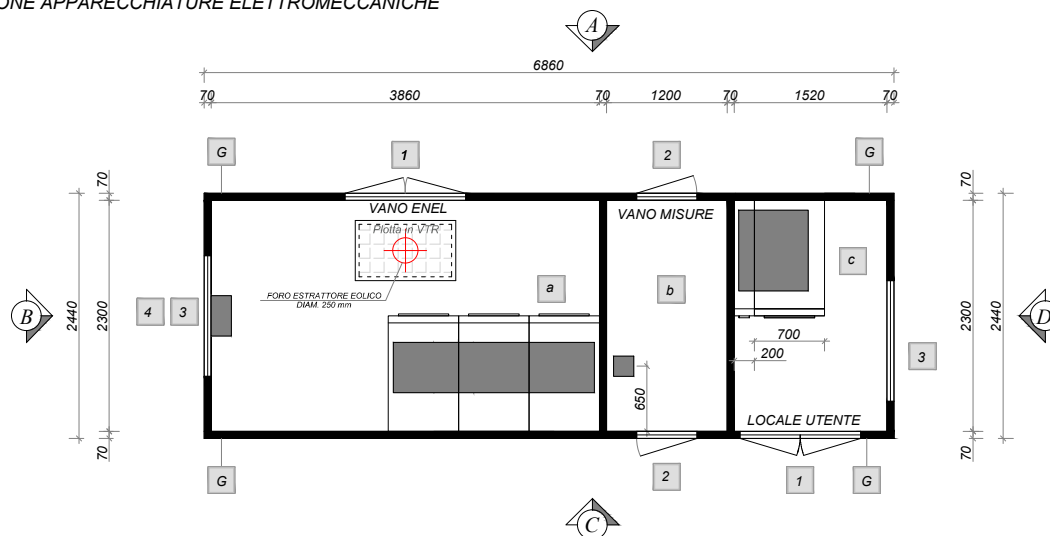 ONE APPARECCHIATURE ELETTROMECCANICHE
A
6860
70 3860 70 1200 70 1520 70
G 1 2 G
70 70
VANO ENEL VANO MISURE
Piotta in VTR
FORO ESTRATTORE EOLICO
DIAM. 250 mm
a b c
B 4 3 2440 2300 2300 2440 D
700
200
3
650
LOCALE UTENTE
70 70
G 2 1 G
C